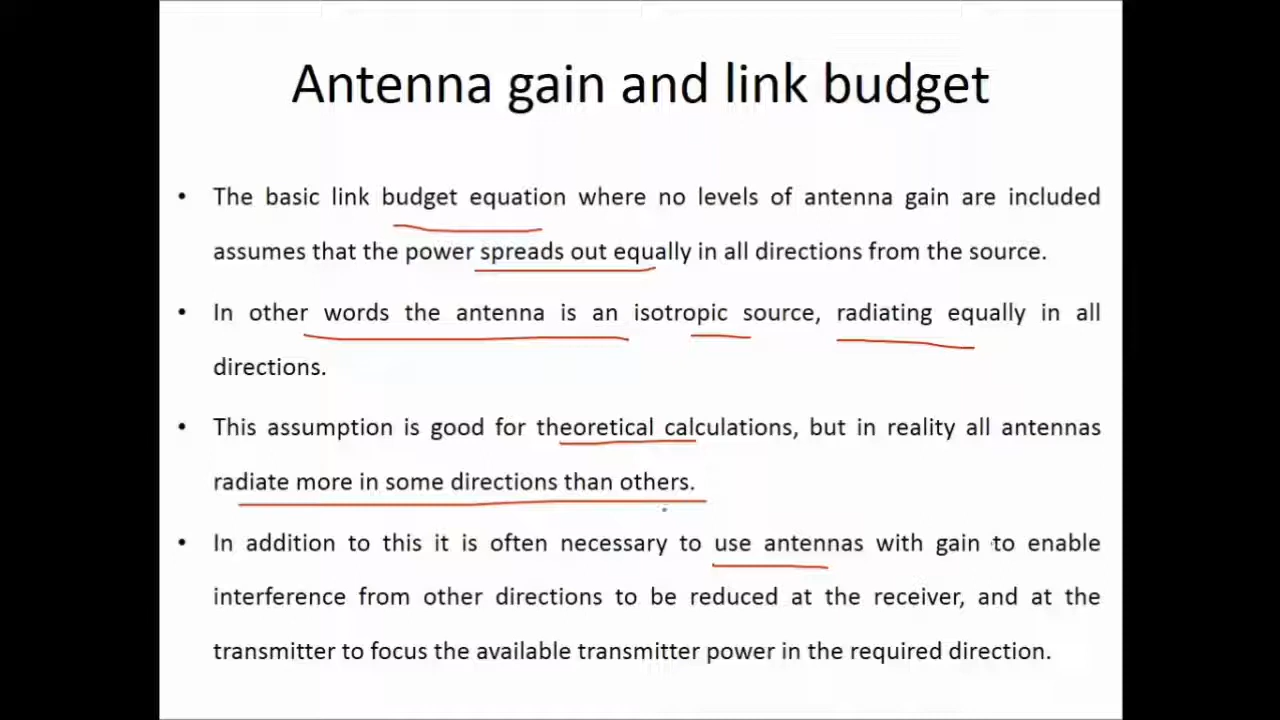 Antenna gain and link budget
• The basic link budget equation where no levels of antenna gain are included
assumes that the power spreads out equally in all directions from the source.
• In other words the antenna is an isotropic source, radiating equally in all
directions.
• This assumption is good for theoretical calculations, but in reality all antennas
radiate more in some directions than others.
• In addition to this it is often necessary to use antennas with gain to enable
interference from other directions to be reduced at the receiver, and at the
transmitter to focus the available transmitter power in the required direction.